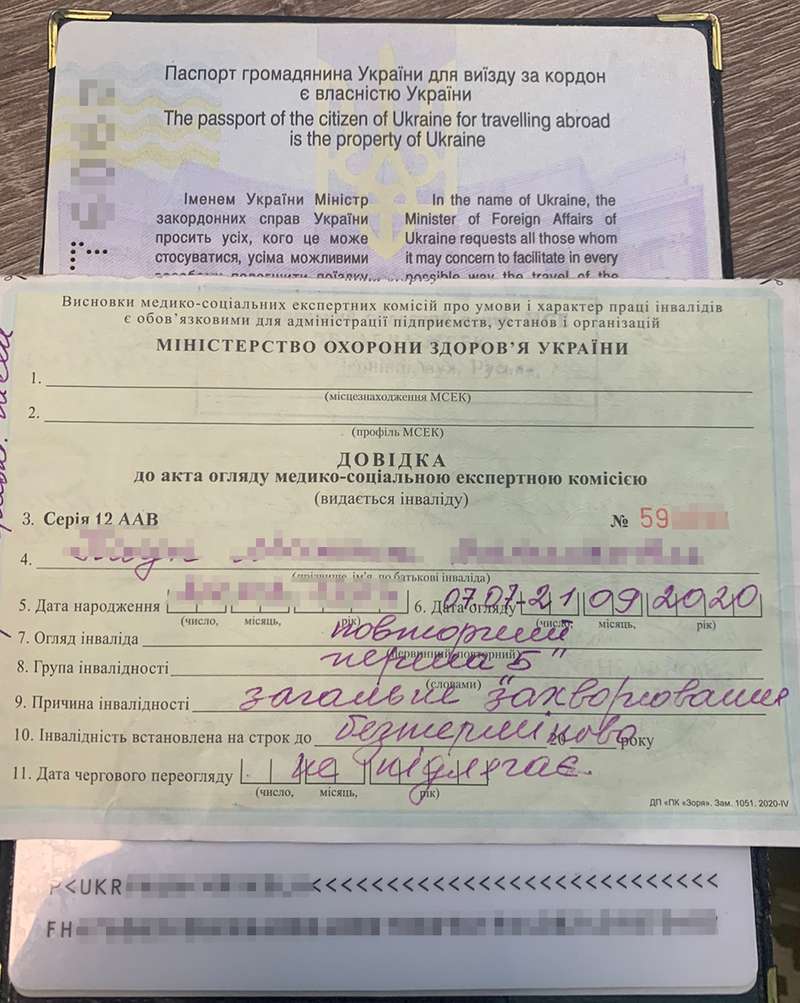 Паспорт громадянина України для виїзду за кордон
є власністю України
The passport of the citizen of Ukraine for travelling abroad
is the property of Ukraine
Іменем України Міністр
закордонних справ України
просить усіх, кого це може
стосуватися, усіма можливими
In the name of Ukraine, the
Minister of Foreign Affairs of
Ukraine requests all those whom
it may concern to facilitate in every
possible way the travel of the
Висновки медико-соціальних експертних комісій про умови і характер праці інвалідів
є обов'язковими для адміністрації підприємств, установ і організацій
МІНІСТЕРСТВО ОХОРОНИ ЗДОРОВ'Я УКРАЇНИ
1.
(місцезнаходження МСЕК)
2.
(профіль МСЕК)
ДОВІДКА
до акта огляду медико-соціальною експертною комісією
(видається інваліду)
3. Серія 12 ААВ № 59
4.
(прізвище, ім'я, по батькові інваліда)
5. Дата народження 6. Дата огляду 07.07-21 09 2020
(число, місяць, рік) (число, місяць, рік)
7. Огляд інваліда повторний
(первинний, повторний)
8. Група інвалідності перша "Б"
(словами)
9. Причина інвалідності загальне захворювання
10. Інвалідність встановлена на строк до безтерміново 20 року
11. Дата чергового переогляду не підлягає.
(число, місяць, рік)
ДП «ПК «Зоря». Зам. 1051. 2020-IV
P<UKR <<<<<<<<<<<<<<<<<<<<<<<<<<<<
FH